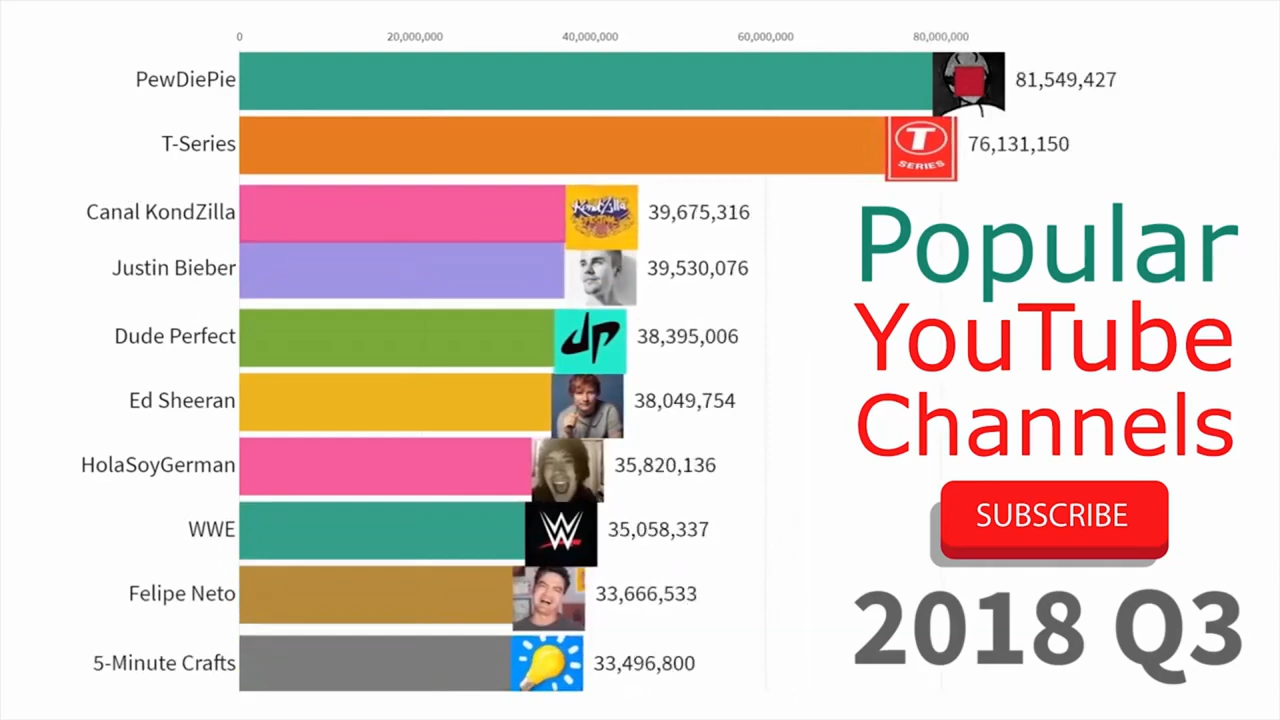 0 20,000,000 40,000,000 60,000,000 80,000,000
PewDiePie 81,549,427
T-Series T SERIES 76,131,150
Canal KondZilla KondZilla 39,675,316
Justin Bieber 39,530,076
Dude Perfect dp 38,395,006
Ed Sheeran 38,049,754
HolaSoyGerman 35,820,136
WWE W 35,058,337
Felipe Neto 33,666,533
5-Minute Crafts 33,496,800
Popular
YouTube
Channels
SUBSCRIBE
2018 Q3